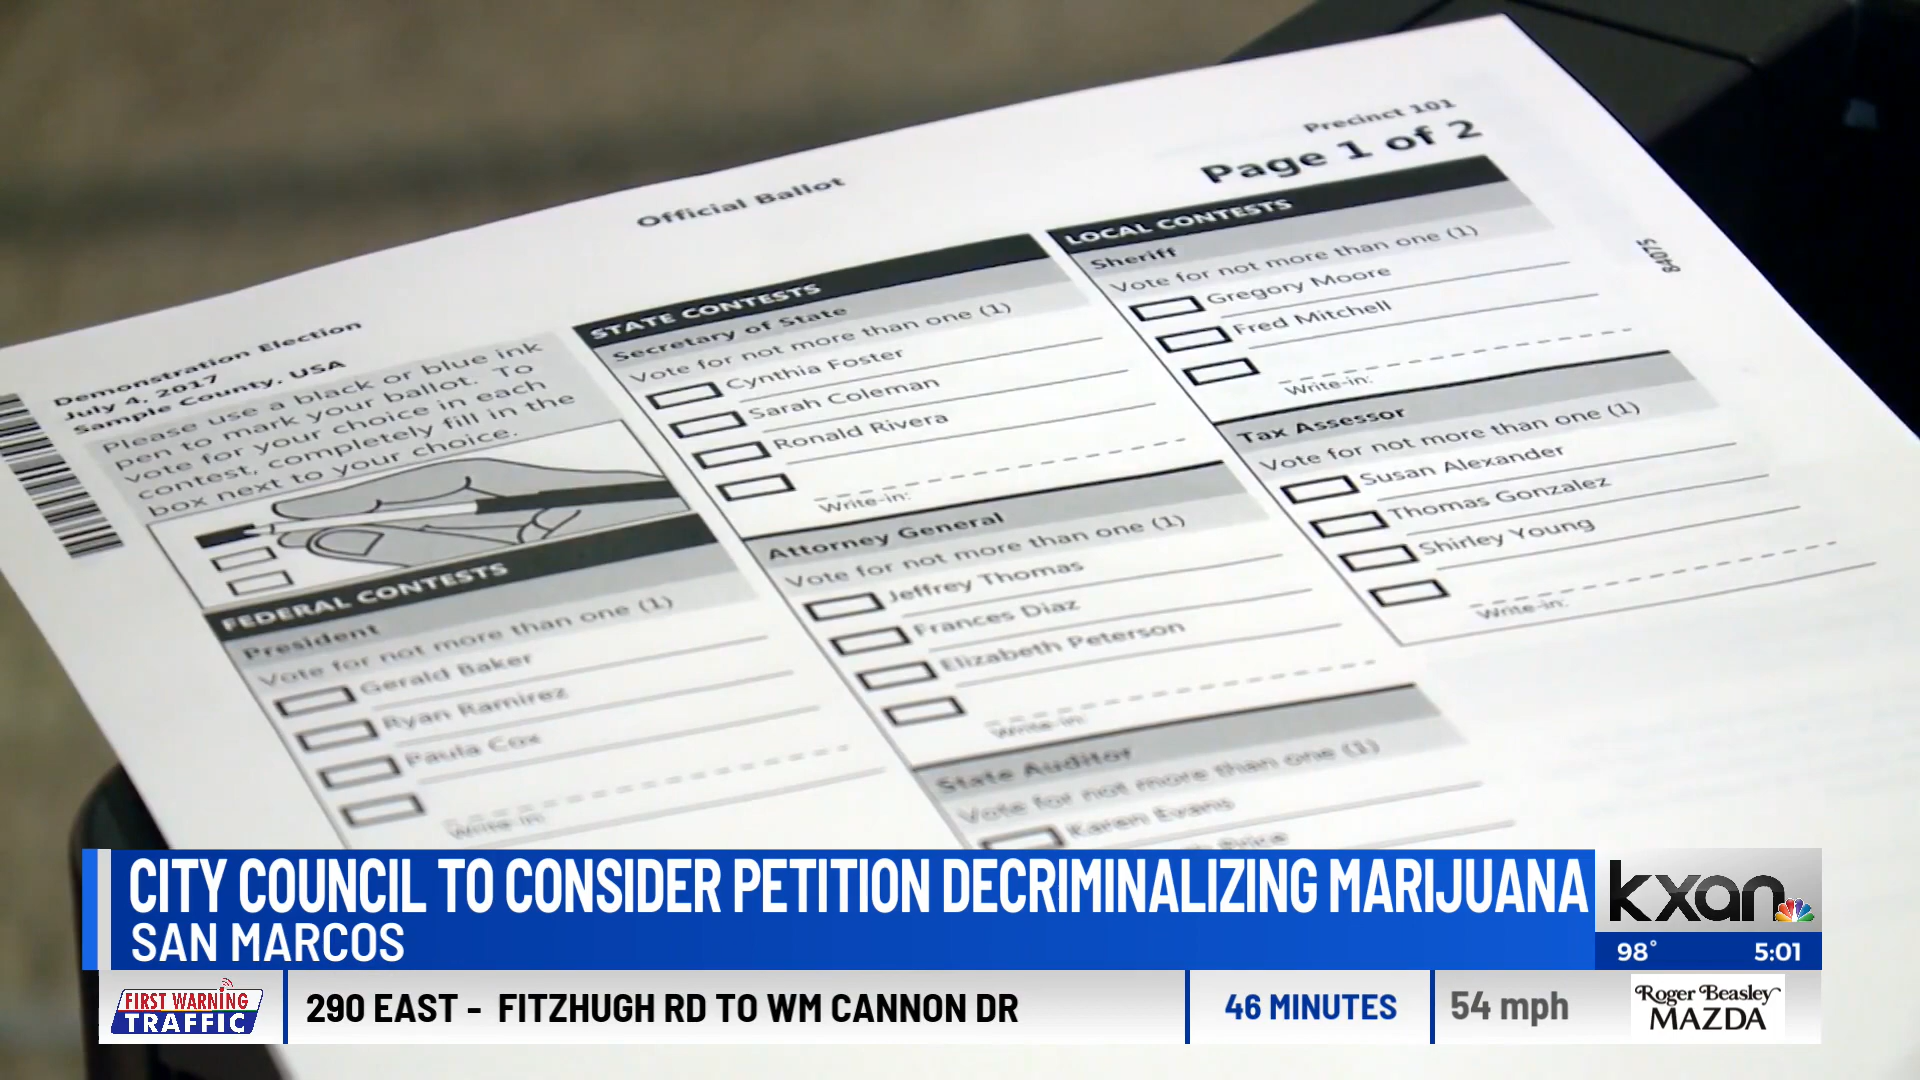 Precinct 101
Page 1 of 2
Official Ballot
84075
Demonstration Election
July 4, 2017
Sample County, USA
Please use a black or blue ink
pen to mark your ballot. To
vote for your choice in each
contest, completely fill in the
box next to your choice.
FEDERAL CONTESTS
President
Vote for not more than one (1)
Gerald Baker
Ryan Ramirez
Paula Cox
Write-in:
STATE CONTESTS
Secretary of State
Vote for not more than one (1)
Cynthia Foster
Sarah Coleman
Ronald Rivera
Write-in:
Attorney General
Vote for not more than one (1)
Jeffrey Thomas
Frances Diaz
Elizabeth Peterson
Write-in:
State Auditor
Vote for not more than one (1)
Karen Evans
Price
LOCAL CONTESTS
Sheriff
Vote for not more than one (1)
Gregory Moore
Fred Mitchell
Write-in:
Tax Assessor
Vote for not more than one (1)
Susan Alexander
Thomas Gonzalez
Shirley Young
Write-in:
CITY COUNCIL TO CONSIDER PETITION DECRIMINALIZING MARIJUANA
SAN MARCOS
kxan
98° 5:01
FIRST WARNING
TRAFFIC
290 EAST - FITZHUGH RD TO WM CANNON DR
46 MINUTES
54 mph
Roger Beasley
MAZDA